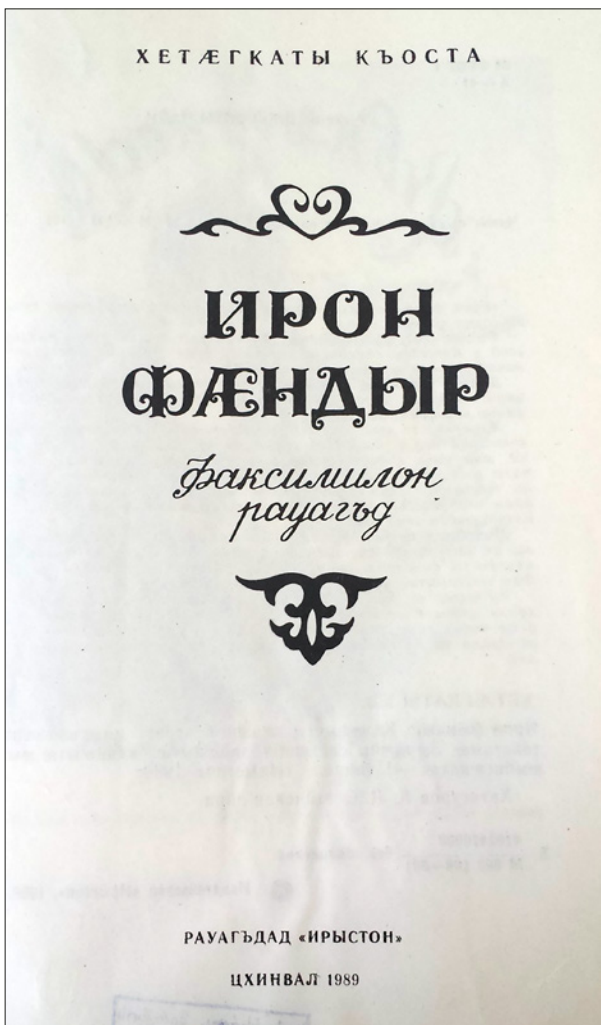 ХЕТÆГКАТЫ КЪОСТА
ИРОН
ФÆНДЫР
факсимилон
рауагъд
РАУАГЪДАД «ИРЫСТОН»
ЦХИНВАЛ 1989